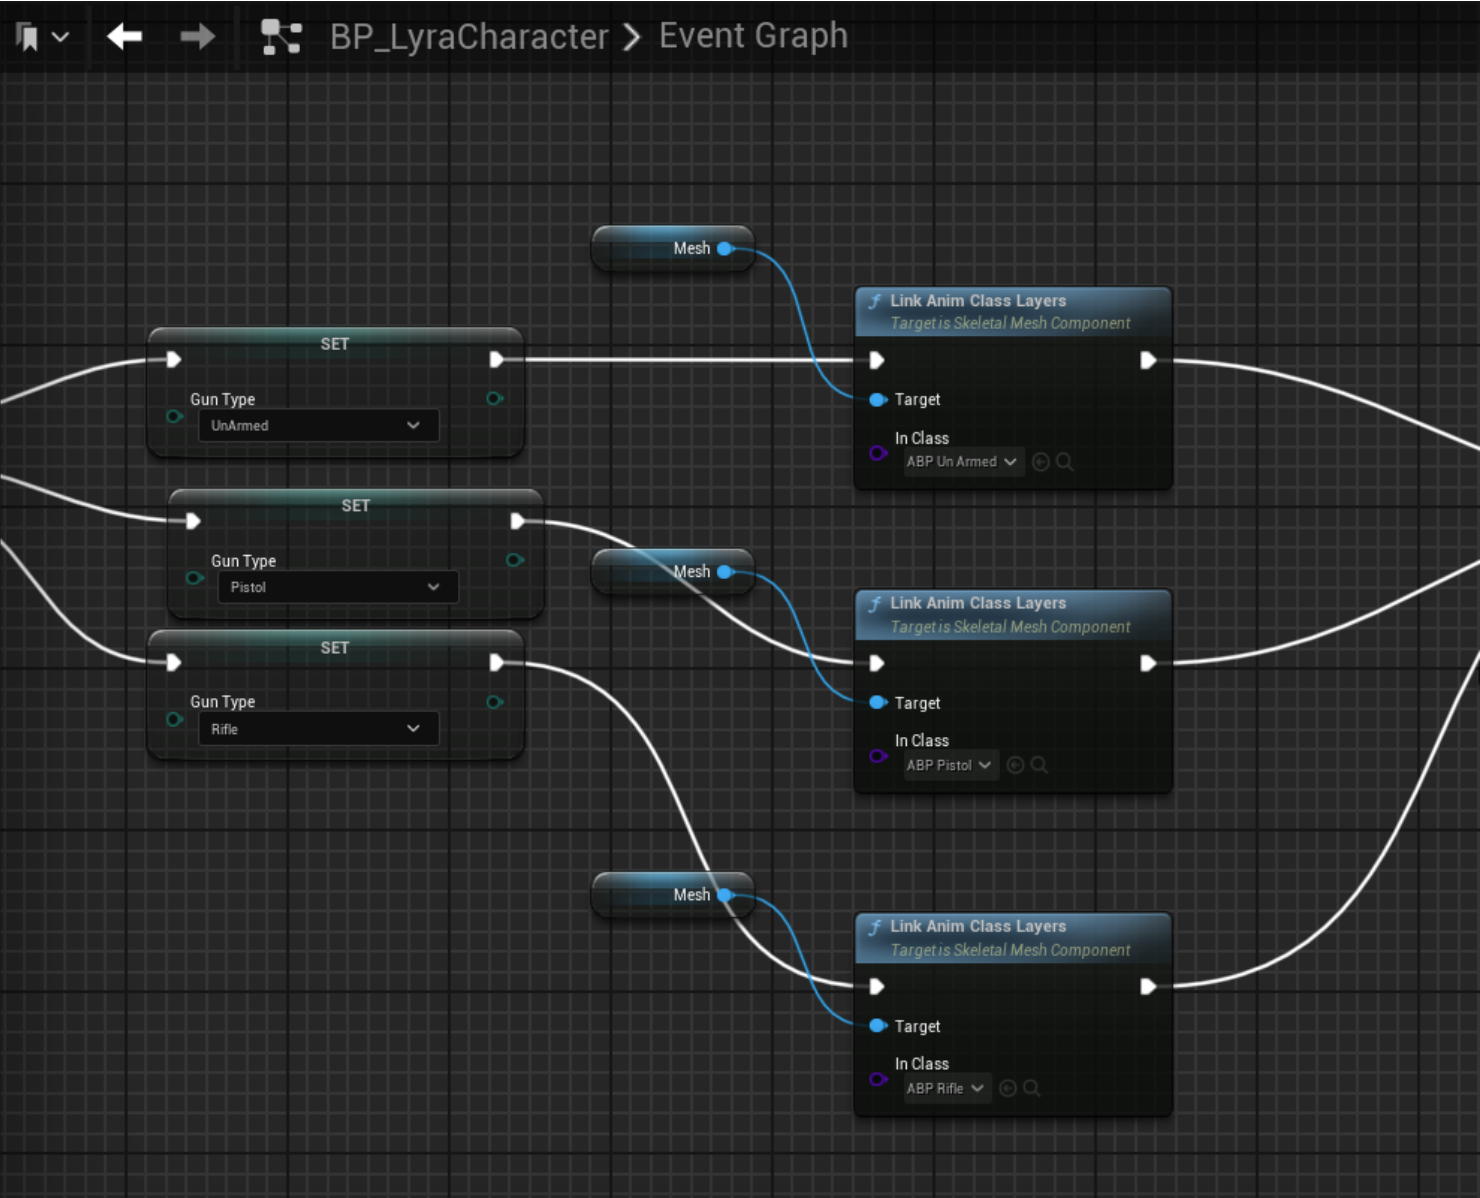 BP_LyraCharacter > Event Graph
Mesh
Link Anim Class Layers
Target is Skeletal Mesh Component
SET
Gun Type
UnArmed
Target
In Class
ABP Un Armed
SET
Gun Type
Pistol
Mesh
Link Anim Class Layers
Target is Skeletal Mesh Component
Target
In Class
ABP Pistol
SET
Gun Type
Rifle
Mesh
Link Anim Class Layers
Target is Skeletal Mesh Component
Target
In Class
ABP Rifle